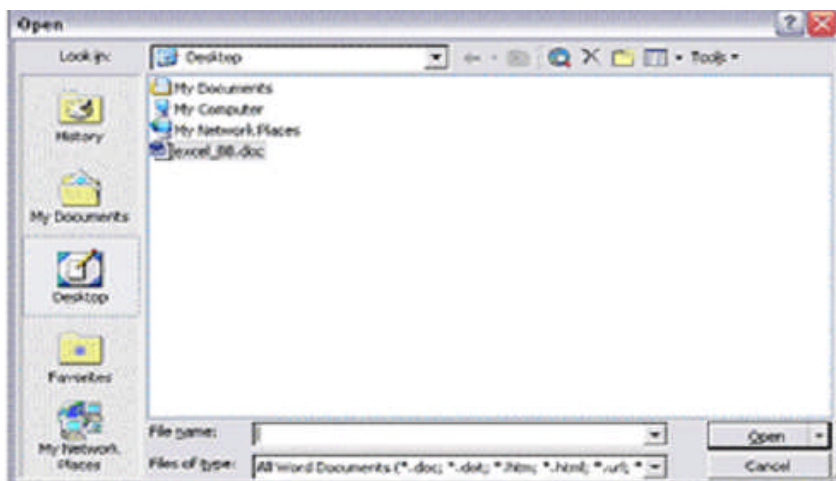 Open
Look in: Desktop Tools
My Documents
My Computer
My Network Places
excel_BB.doc
History
My Documents
Desktop
Favorites
My Network Places
File name: Open
Files of type: All Word Documents (*.doc; *.dot; *.htm; *.html; *.url; * Cancel